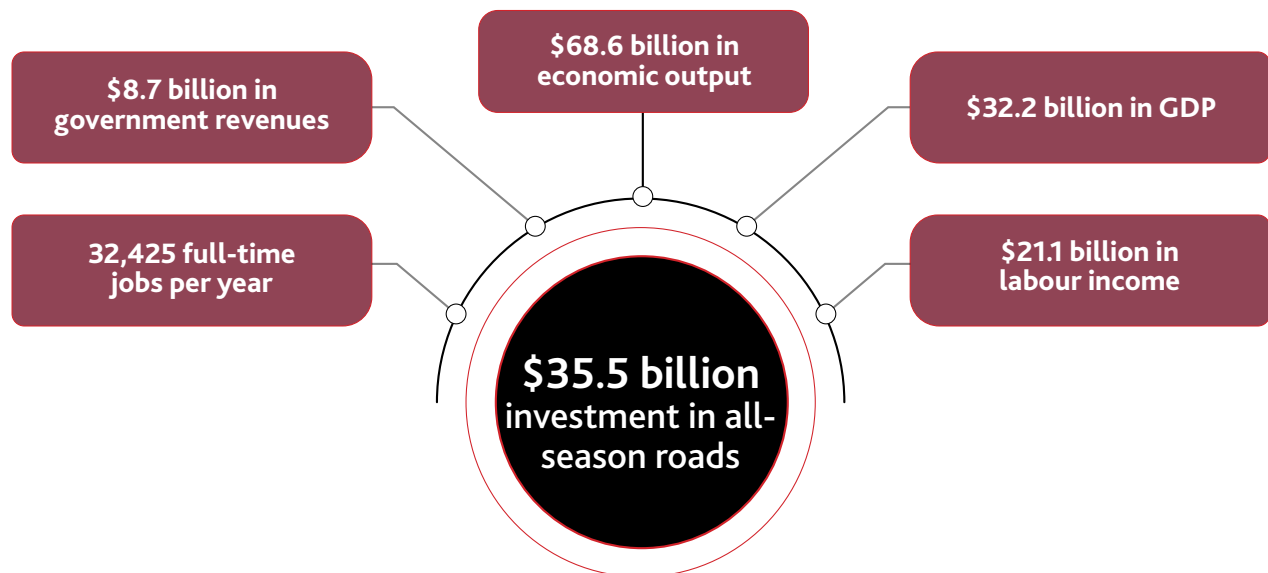 $68.6 billion in
economic output
$8.7 billion in
government revenues
$32.2 billion in GDP
32,425 full-time
jobs per year
$21.1 billion in
labour income
$35.5 billion
investment in all-
season roads